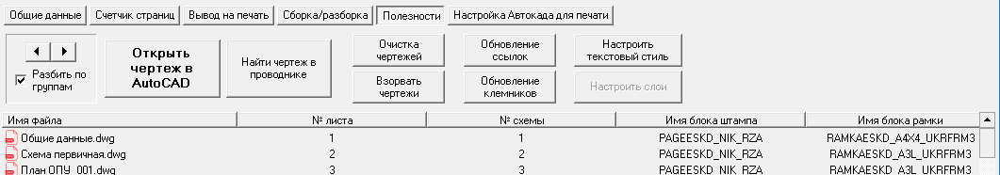 Общие данные Счетчик страниц Вывод на печать Сборка/разборка Полезности Настройка Автокада для печати
Разбить по группам
Открыть чертеж в AutoCAD
Найти чертеж в проводнике
Очистка чертежей
Взорвать чертежи
Обновление ссылок
Обновление клемников
Настроить текстовый стиль
Настроить слои
Имя файла № листа № схемы Имя блока штампа Имя блока рамки
Общие данные.dwg 1 1 PAGEESKD_NIK_RZA RAMKAESKD_A4X4_UKRFRM3
Схема первичная.dwg 2 2 PAGEESKD_NIK_RZA RAMKAESKD_A3L_UKRFRM3
План ОПУ_001.dwg 3 3 PAGEESKD_NIK_RZA RAMKAESKD_A3L_UKRFRM3